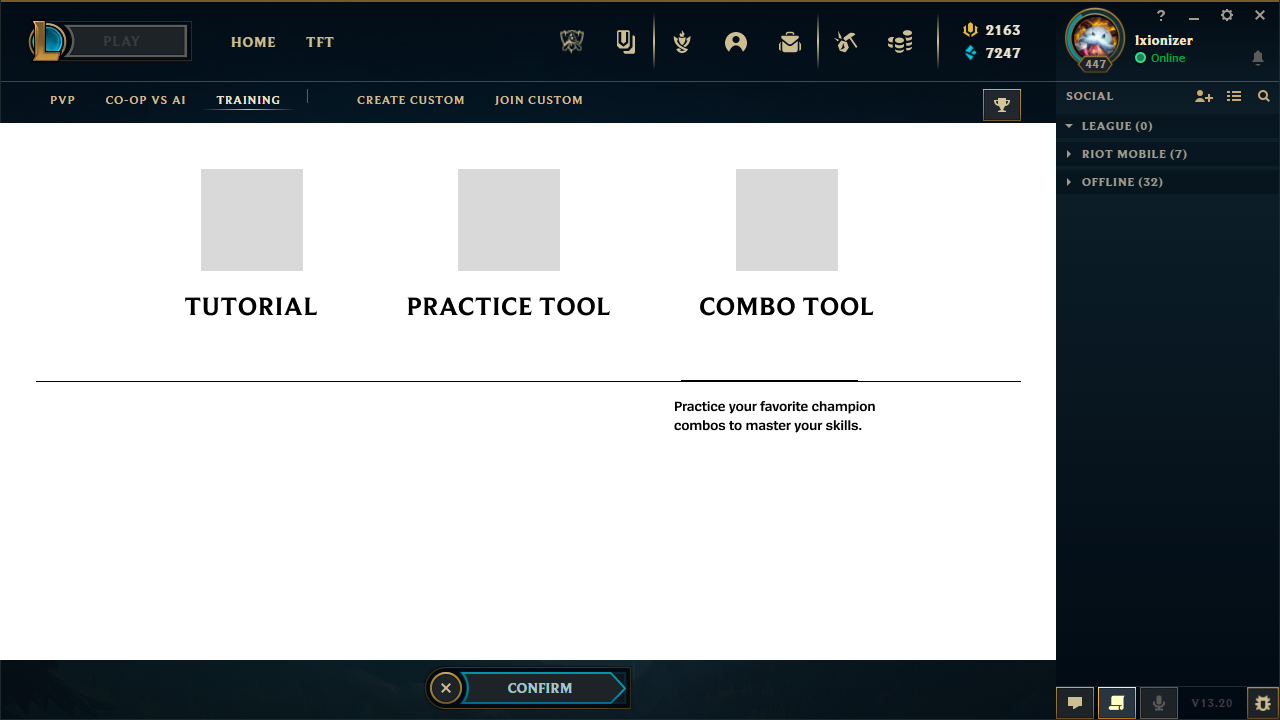 PLAY
HOME
TFT
2163
7247
?
Ixionizer
Online
447
PVP
CO-OP VS AI
TRAINING
CREATE CUSTOM
JOIN CUSTOM
SOCIAL
LEAGUE (0)
RIOT MOBILE (7)
OFFLINE (32)
TUTORIAL
PRACTICE TOOL
COMBO TOOL
Practice your favorite champion
combos to master your skills.
CONFIRM
V13.20